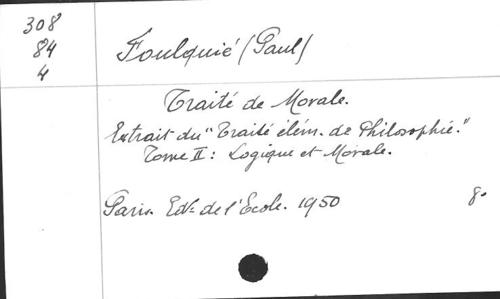 308
84
4
Foulquié (Paul)
Traité de Morale.
Extrait du "Traité élém. de Philosophie."
Tome II: Logique et Morale.
Paris. Edn de l'Ecole. 1950
8°